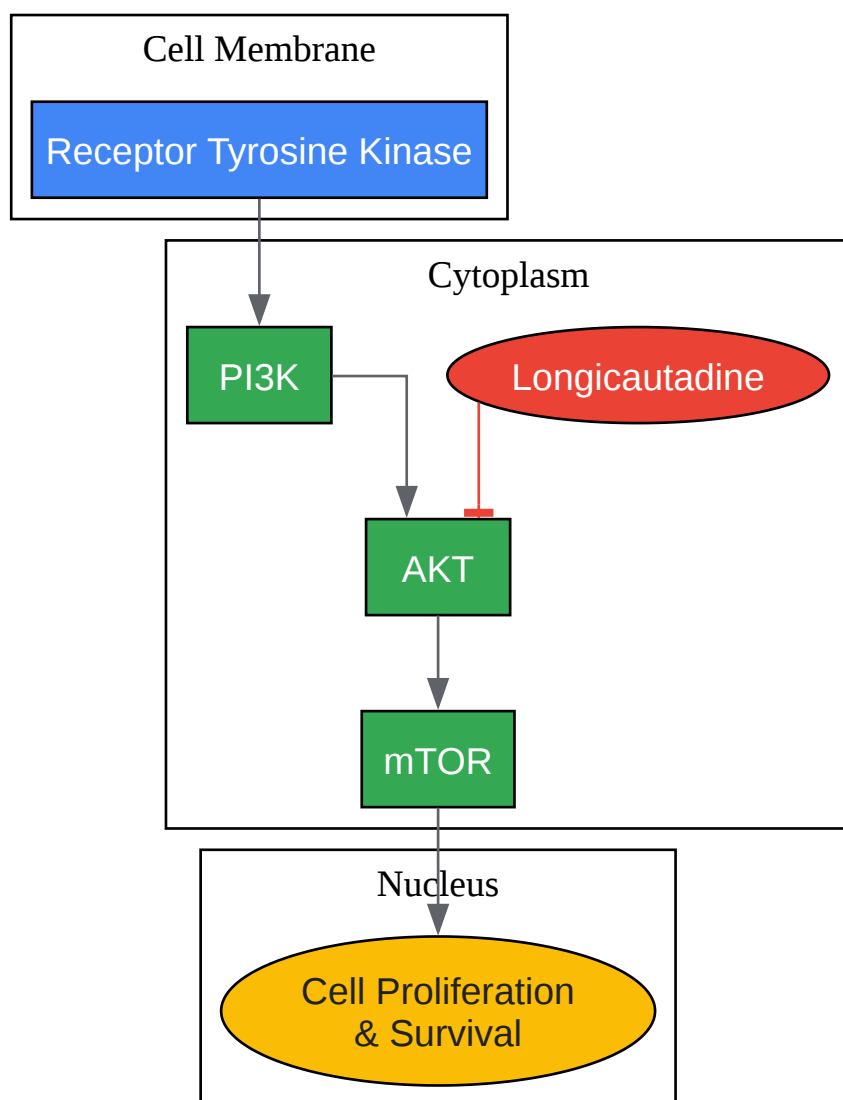 Cell Membrane
Receptor Tyrosine Kinase
Cytoplasm
PI3K
Longicautadine
AKT
mTOR
Nucleus
Cell Proliferation
& Survival